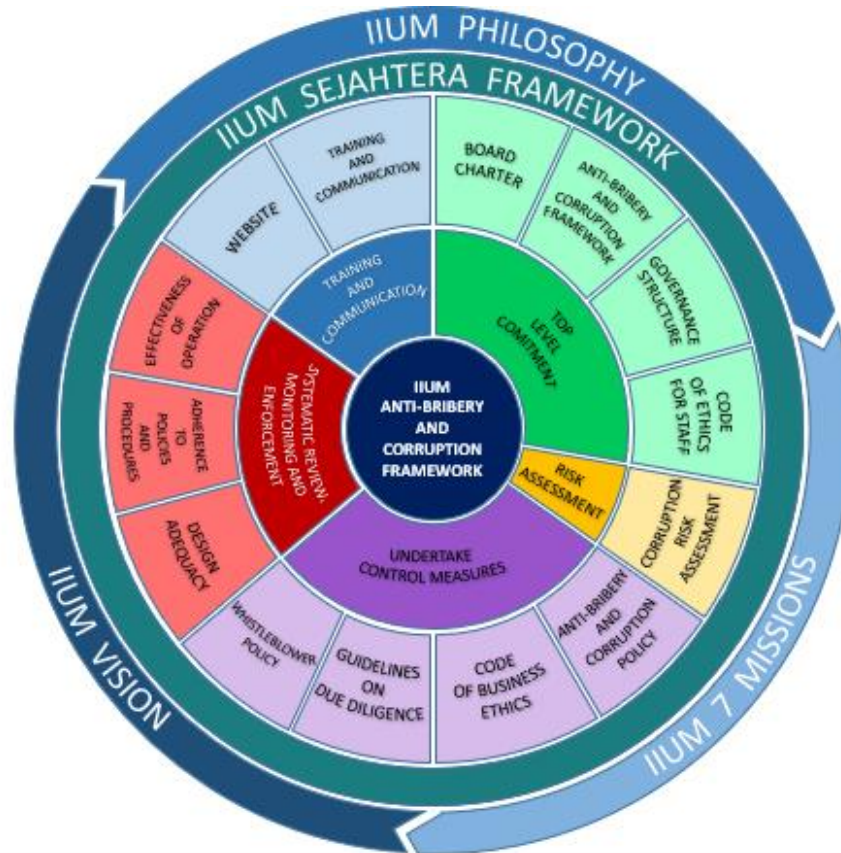 IIUM PHILOSOPHY
IIUM SEJAHTERA FRAMEWORK
TRAINING
AND
COMMUNICATION
BOARD
CHARTER
ANTI-BRIBERY
AND
CORRUPTION
FRAMEWORK
WEBSITE
GOVERNANCE
STRUCTURE
TRAINING
AND
COMMUNICATION
TOP
LEVEL
COMITMENT
EFFECTIVENESS
OF
OPERATION
CODE
OF ETHICS
FOR STAFF
SYSTEMATIC REVIEW,
MONITORING AND
ENFORCEMENT
IIUM
ANTI-BRIBERY
AND
CORRUPTION
FRAMEWORK
ADHERENCE
TO
POLICIES
AND
PROCEDURES
RISK
ASSESSMENT
CORRUPTION
RISK
ASSESSMENT
DESIGN
ADEQUACY
UNDERTAKE
CONTROL MEASURES
WHISTLEBLOWER
POLICY
GUIDELINES
ON
DUE DILIGENCE
CODE
OF BUSINESS
ETHICS
ANTI-BRIBERY
AND
CORRUPTION
POLICY
IIUM VISION
IIUM 7 MISSIONS